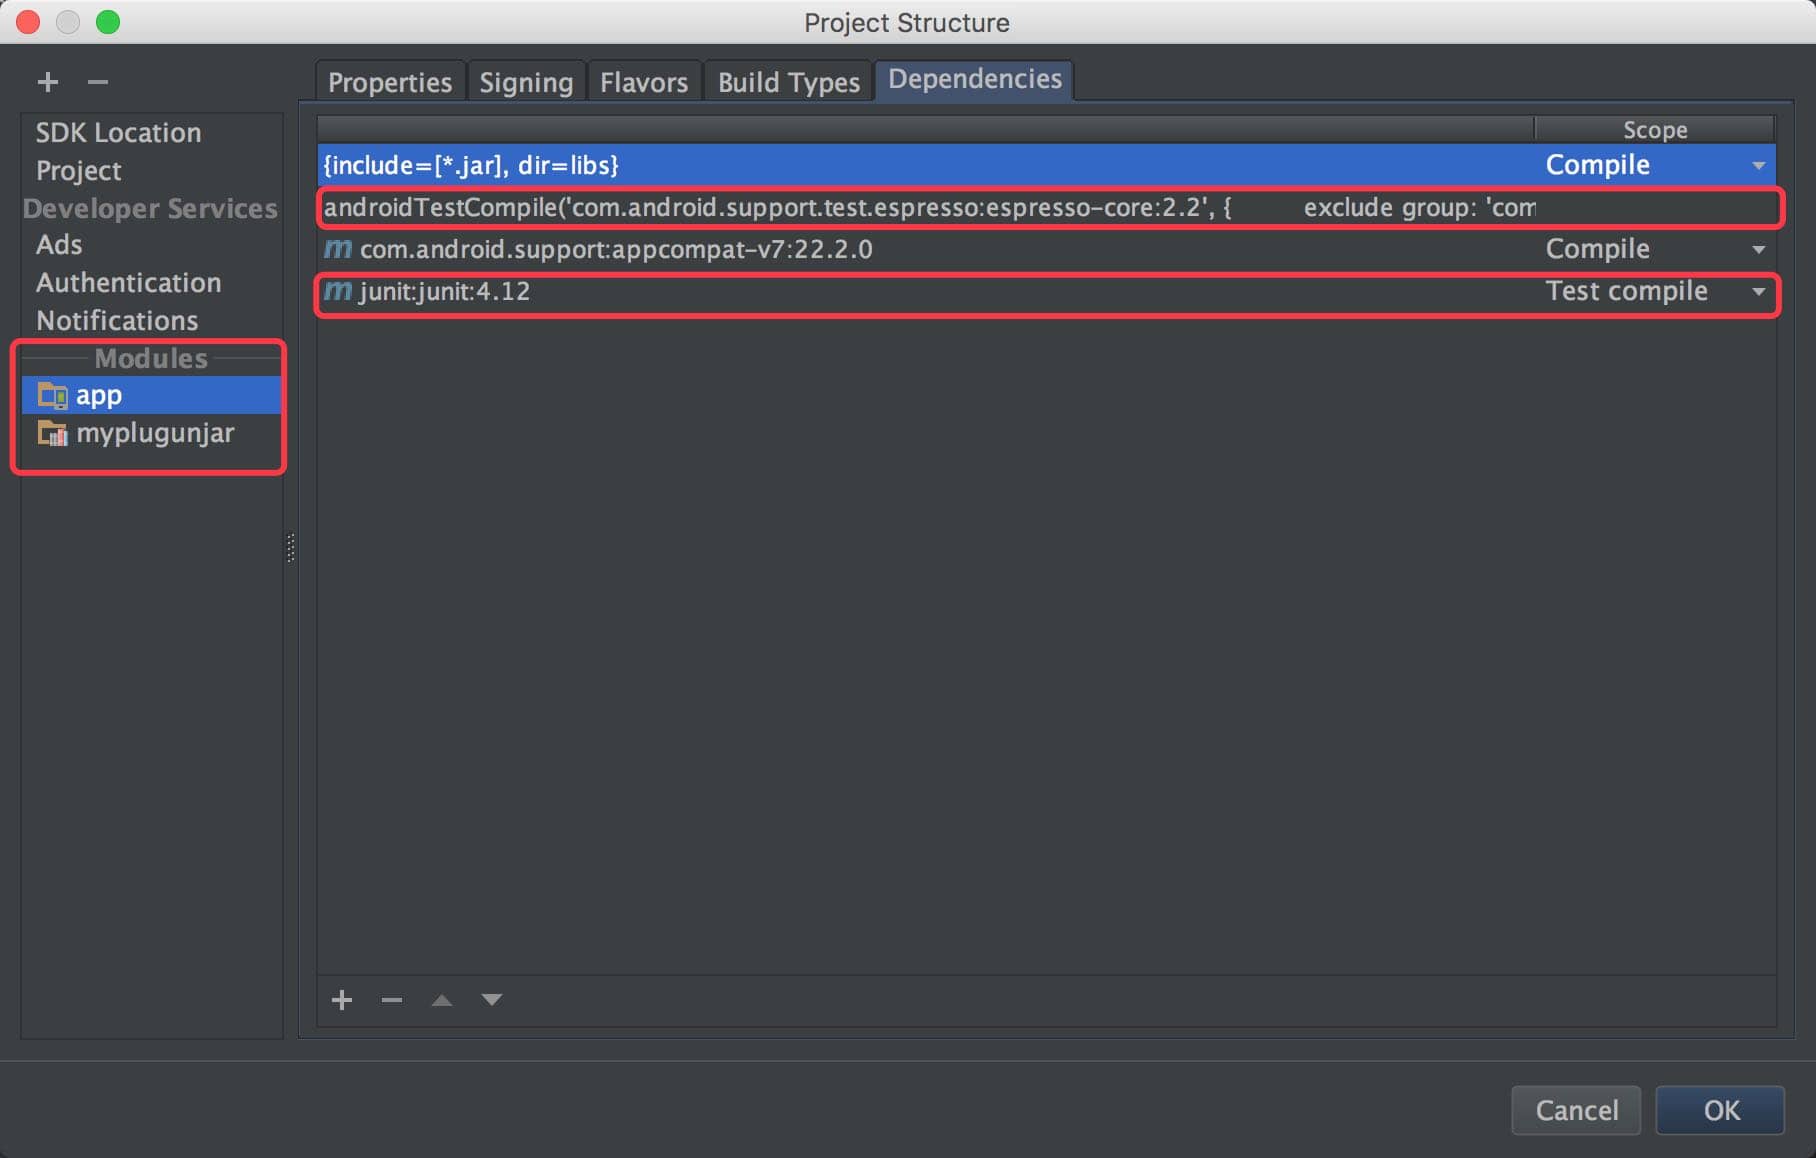 Project Structure
Properties Signing Flavors Build Types Dependencies
SDK Location
Project
Developer Services
Ads
Authentication
Notifications
Modules
app
myplugunjar
Scope
{include=[*.jar], dir=libs} Compile
androidTestCompile('com.android.support.test.espresso:espresso-core:2.2', { exclude group: 'com
m com.android.support:appcompat-v7:22.2.0 Compile
m junit:junit:4.12 Test compile
Cancel OK